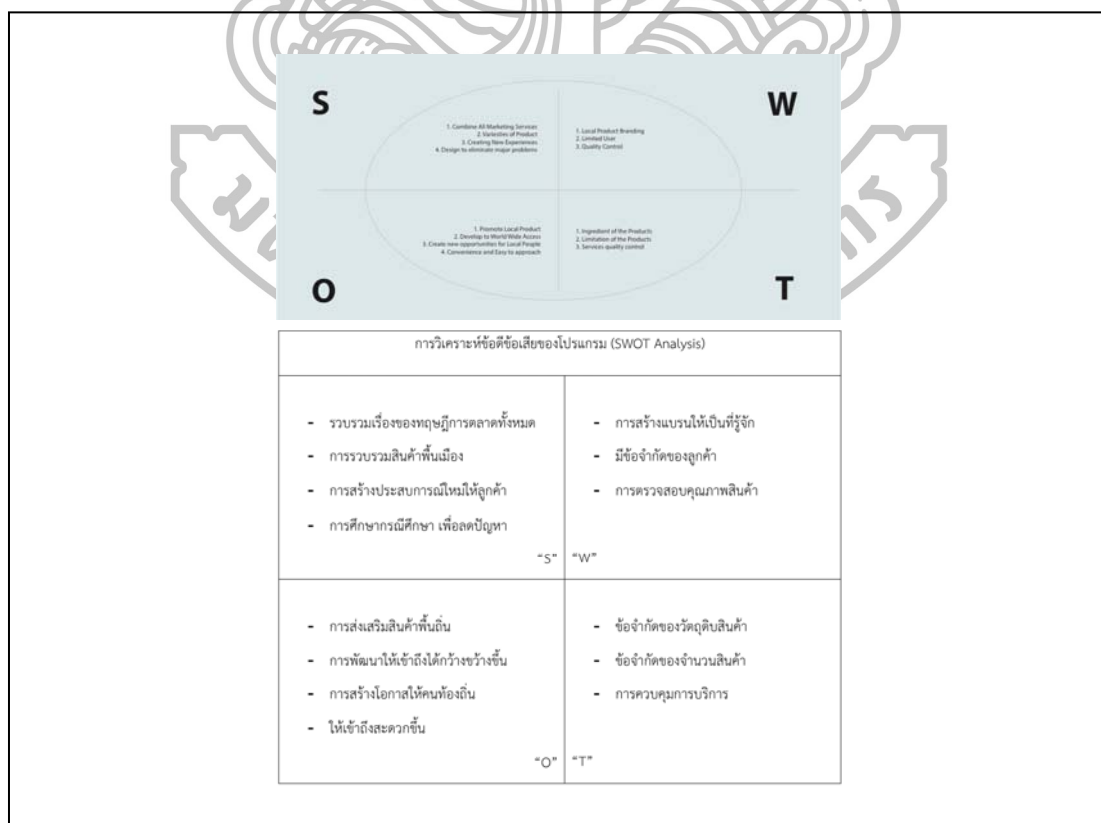 S
W
1. Combine All Marketing Services
2. Variesties of Product
3. Creating New Experiences
4. Design to eliminate major problems
1. Local Product Branding
2. Limited User
3. Quality Control
1. Promote Local Product
2. Develop to World Wide Access
3. Create new opportunities for Local People
4. Convenience and Easy to approach
1. Ingredient of the Products
2. Limitation of the Products
3. Services quality control
O
T
การวิเคราะห์ข้อดีข้อเสียของโปรแกรม (SWOT Analysis)
- รวบรวมเรื่องของทฤษฎีการตลาดทั้งหมด
- การรวบรวมสินค้าพื้นเมือง
- การสร้างประสบการณ์ใหม่ให้ลูกค้า
- การศึกษากรณีศึกษา เพื่อลดปัญหา
"S"
- การสร้างแบรนให้เป็นที่รู้จัก
- มีข้อจำกัดของลูกค้า
- การตรวจสอบคุณภาพสินค้า
"W"
- การส่งเสริมสินค้าพื้นถิ่น
- การพัฒนาให้เข้าถึงได้กว้างขว้างขึ้น
- การสร้างโอกาสให้คนท้องถิ่น
- ให้เข้าถึงสะดวกขึ้น
"O"
- ข้อจำกัดของวัตถุดิบสินค้า
- ข้อจำกัดของจำนวนสินค้า
- การควบคุมการบริการ
"T"